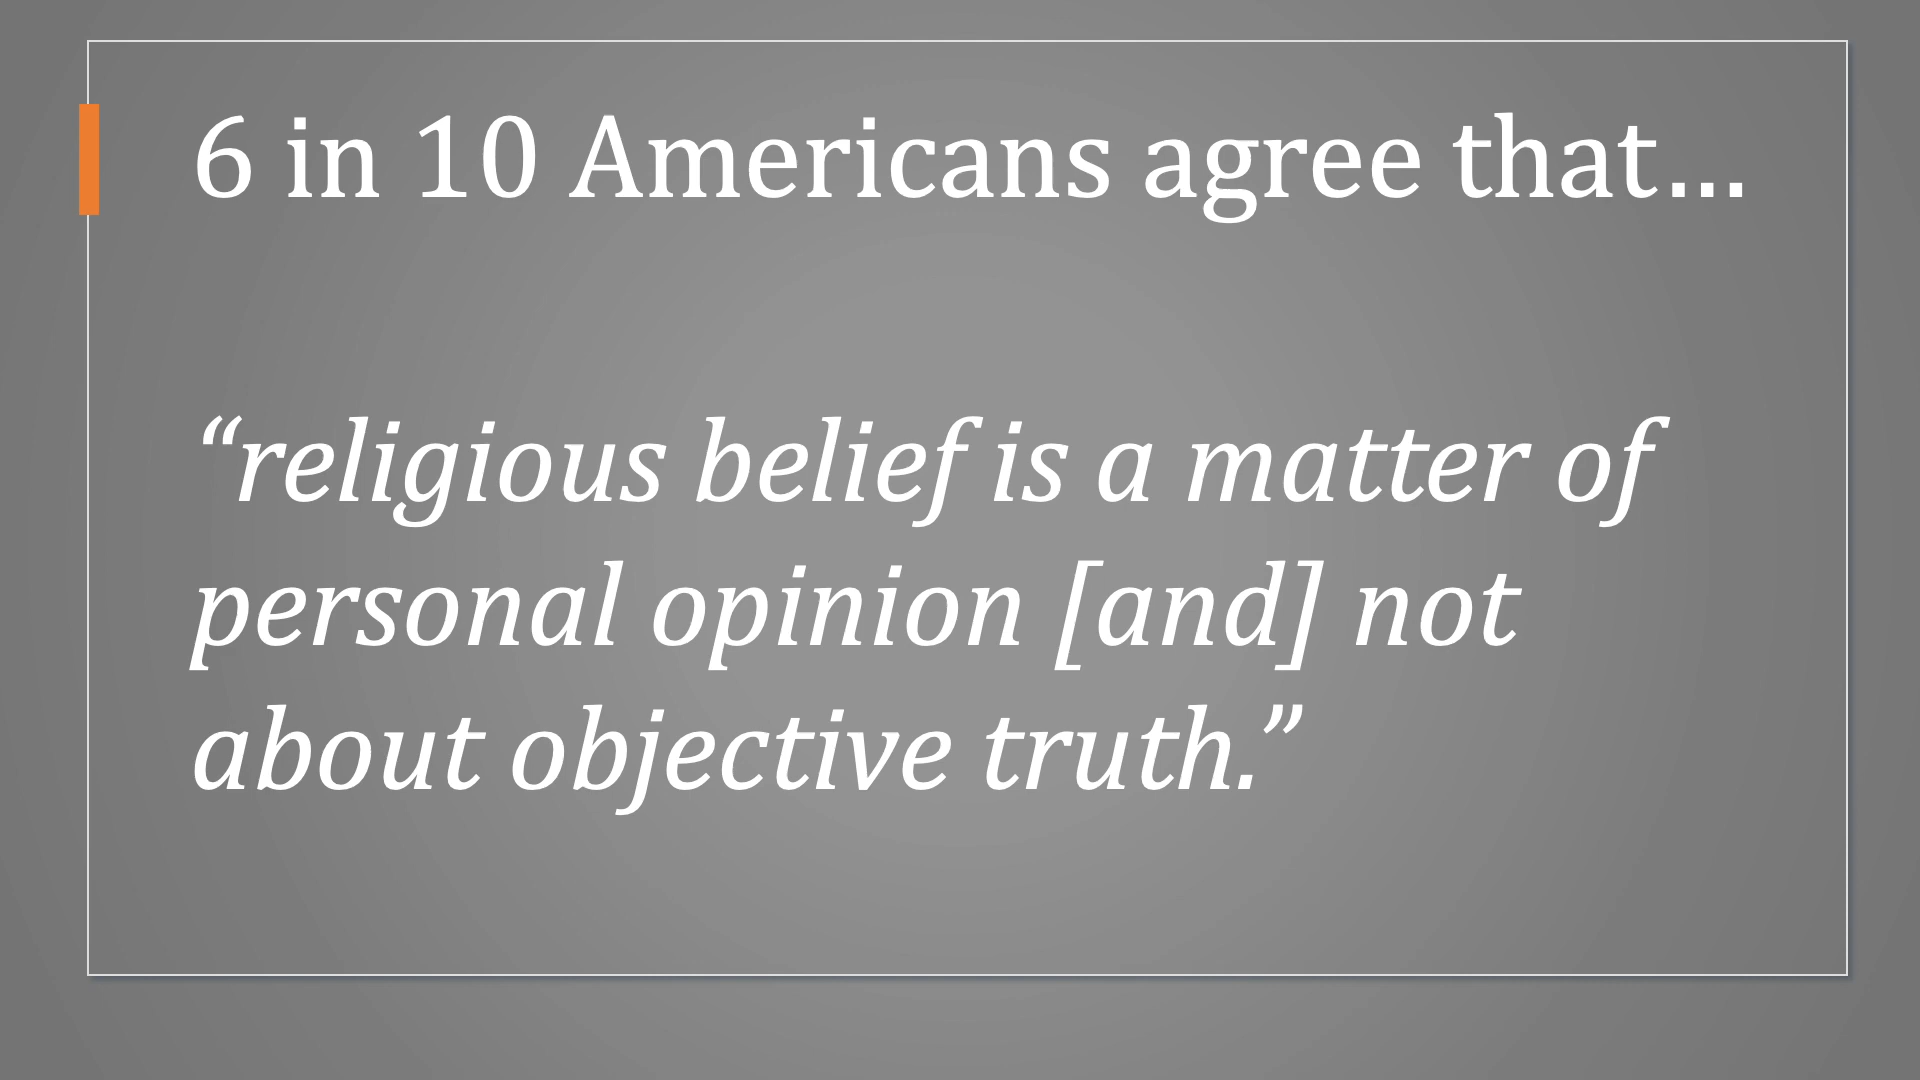 6 in 10 Americans agree that…
“religious belief is a matter of
personal opinion [and] not
about objective truth.”